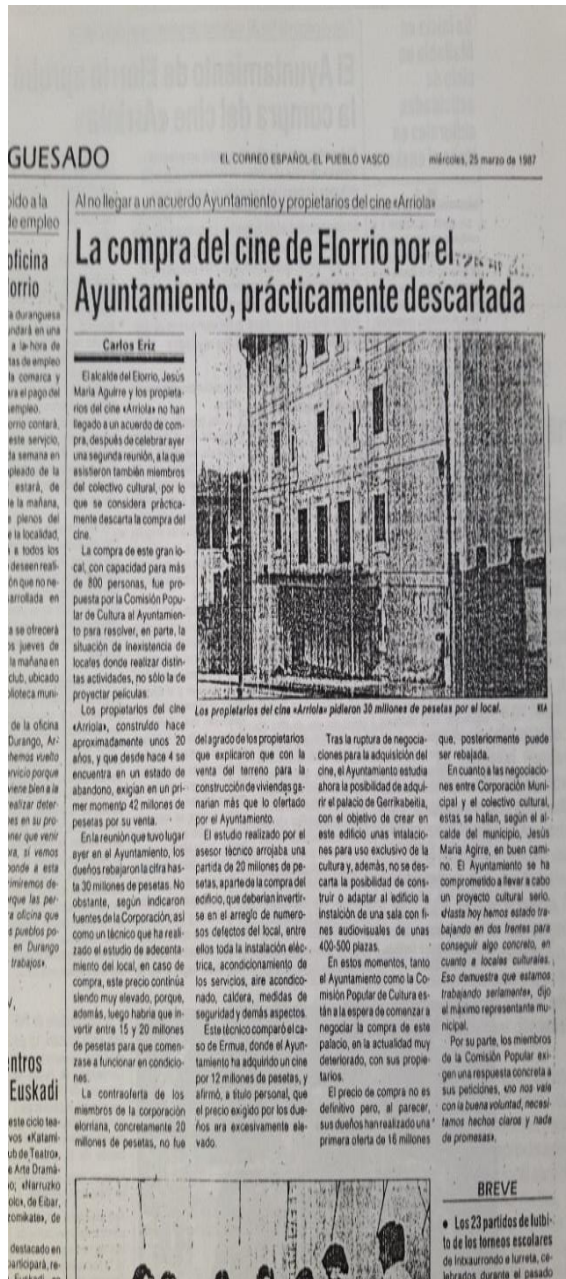 GUESADO
EL CORREO ESPAÑOL-EL PUEBLO VASCO
miércoles, 25 marzo de 1987
bido a la
de empleo
oficina
orrio
Al no llegar a un acuerdo Ayuntamiento y propietarios del cine «Arriola»
La compra del cine de Elorrio por el
Ayuntamiento, prácticamente descartada
Carlos Eriz
El alcalde del Elorrio, Jesús
María Aguirre y los propieta-
rios del cine «Arriola» no han
llegado a un acuerdo de com-
pra, después de celebrar ayer
una segunda reunión, a la que
asistieron también miembros
del colectivo cultural, por lo
que se considera práctica-
mente descarta la compra del
cine.
La compra de este gran lo-
cal, con capacidad para más
de 800 personas, fue pro-
puesta por la Comisión Popu-
lar de Cultura al Ayuntamien-
to para resolver, en parte, la
situación de inexistencia de
locales donde realizar distin-
tas actividades, no sólo la de
proyectar películas.
Los propietarios del cine
«Arriola», construído hace
aproximadamente unos 20
años, y que desde hace 4 se
encuentra en un estado de
abandono, exigían en un pri-
mer momento 42 millones de
pesetas por su venta.
En la reunión que tuvo lugar
ayer en el Ayuntamiento, los
dueños rebajaron la cifra has-
ta 30 millones de pesetas. No
obstante, según indicaron
fuentes de la Corporación, así
como un técnico que ha reali-
zado el estudio de adecenta-
miento del local, en caso de
compra, este precio continúa
siendo muy elevado, porque,
además, luego habría que in-
vertir entre 15 y 20 millones
de pesetas para que comen-
zase a funcionar en condicio-
nes.
La contraoferta de los
miembros de la corporación
elorriana, concretamente 20
millones de pesetas, no fue
Los propietarios del cine «Arriola» pidieron 30 millones de pesetas por el local.
del agrado de los propietarios
que explicaron que con la
venta del terreno para la
construcción de viviendas ga-
narían más que lo ofertado
por el Ayuntamiento.
El estudio realizado por el
asesor técnico arrojaba una
partida de 20 millones de pe-
setas, aparte de la compra del
edificio, que deberían invertir-
se en el arreglo de numero-
sos defectos del local, entre
ellos toda la instalación eléc-
trica, acondicionamiento de
los servicios, aire acondicio-
nado, caldera, medidas de
seguridad y demás aspectos.
Este técnico comparó el ca-
so de Ermua, donde el Ayun-
tamiento ha adquirido un cine
por 12 millones de pesetas, y
afirmó, a título personal, que
el precio exigido por los due-
ños era excesivamente ele-
vado.
Tras la ruptura de negocia-
ciones para la adquisición del
cine, el Ayuntamiento estudia
ahora la posibilidad de adqui-
rir el palacio de Gerrikabeitia,
con el objetivo de crear en
este edificio unas intalacio-
nes para uso exclusivo de la
cultura y, además, no se des-
carta la posibilidad de cons-
truir o adaptar al edificio la
instalción de una sala con fi-
nes audiovisuales de unas
400-500 plazas.
En estos momentos, tanto
el Ayuntamiento como la Co-
misión Popular de Cultura es-
tán a la espera de comenzar a
negociar la compra de este
palacio, en la actualidad muy
deteriorado, con sus propie-
tarios.
El precio de compra no es
definitivo pero, al parecer,
sus dueños han realizado una
primera oferta de 16 millones
que, posteriormente puede
ser rebajada.
En cuanto a las negociacio-
nes entre Corporación Muni-
cipal y el colectivo cultural,
estas se hallan, según el al-
calde del municipio, Jesús
María Agirre, en buen cami-
no. El Ayuntamiento se ha
comprometido a llevar a cabo
un proyecto cultural serio.
«Hasta hoy hemos estado tra-
bajando en dos frentes para
conseguir algo concreto, en
cuanto a locales culturales.
Eso demuestra que estamos
trabajando seriamente», dijo
el máximo representante mu-
nicipal.
Por su parte, los miembros
de la Comisión Popular exi-
gen una respuesta concreta a
sus peticiones, «no nos vale
con la buena voluntad, necesi-
tamos hechos claros y nada
de promesas».
entros
Euskadi
BREVE
• Los 23 partidos de futbi-
to de los torneos escolares
de Intxaurrondo e Iurreta, ce-
lebrados durante el pasado